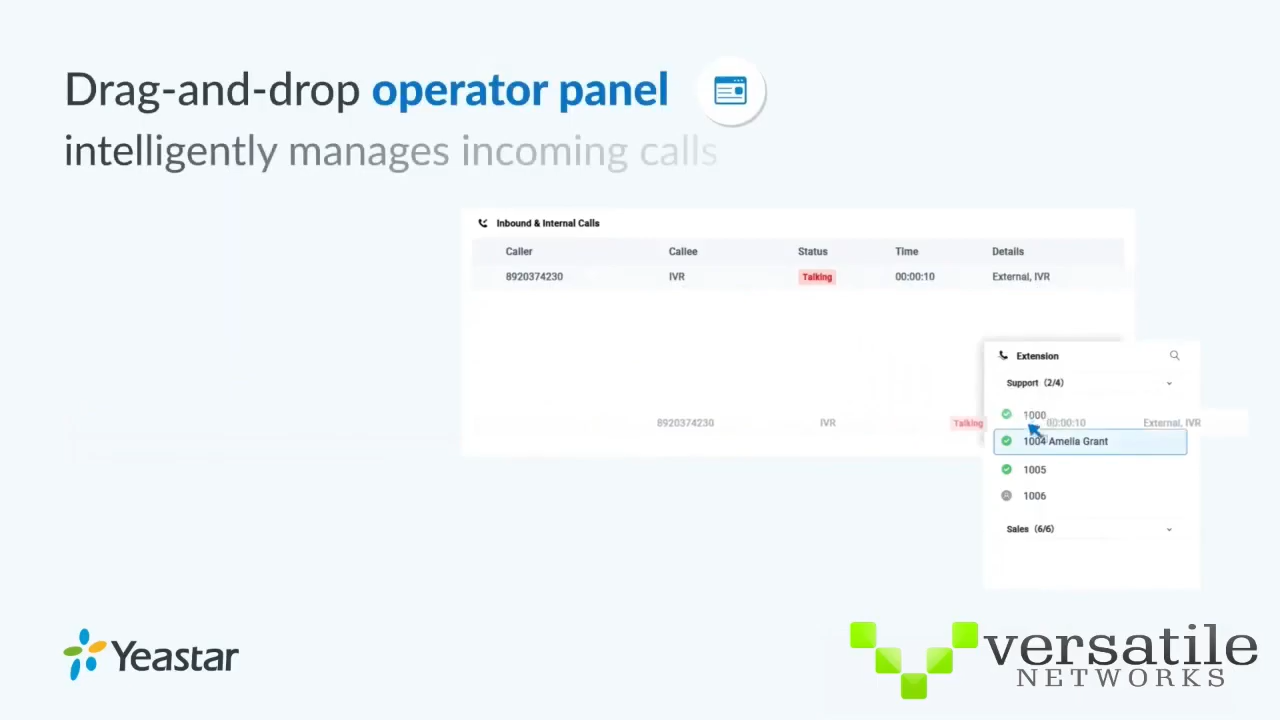 Drag-and-drop operator panel
intelligently manages incoming calls
Inbound & Internal Calls
Caller Callee Status Time Details
8920374230 IVR Talking 00:00:10 External, IVR
Extension
Support (2/4)
1000
8920374230 IVR Talking 00:00:10 External, IVR
1004 Amelia Grant
1005
1006
Sales (6/6)
Yeastar
versatile
NETWORKS